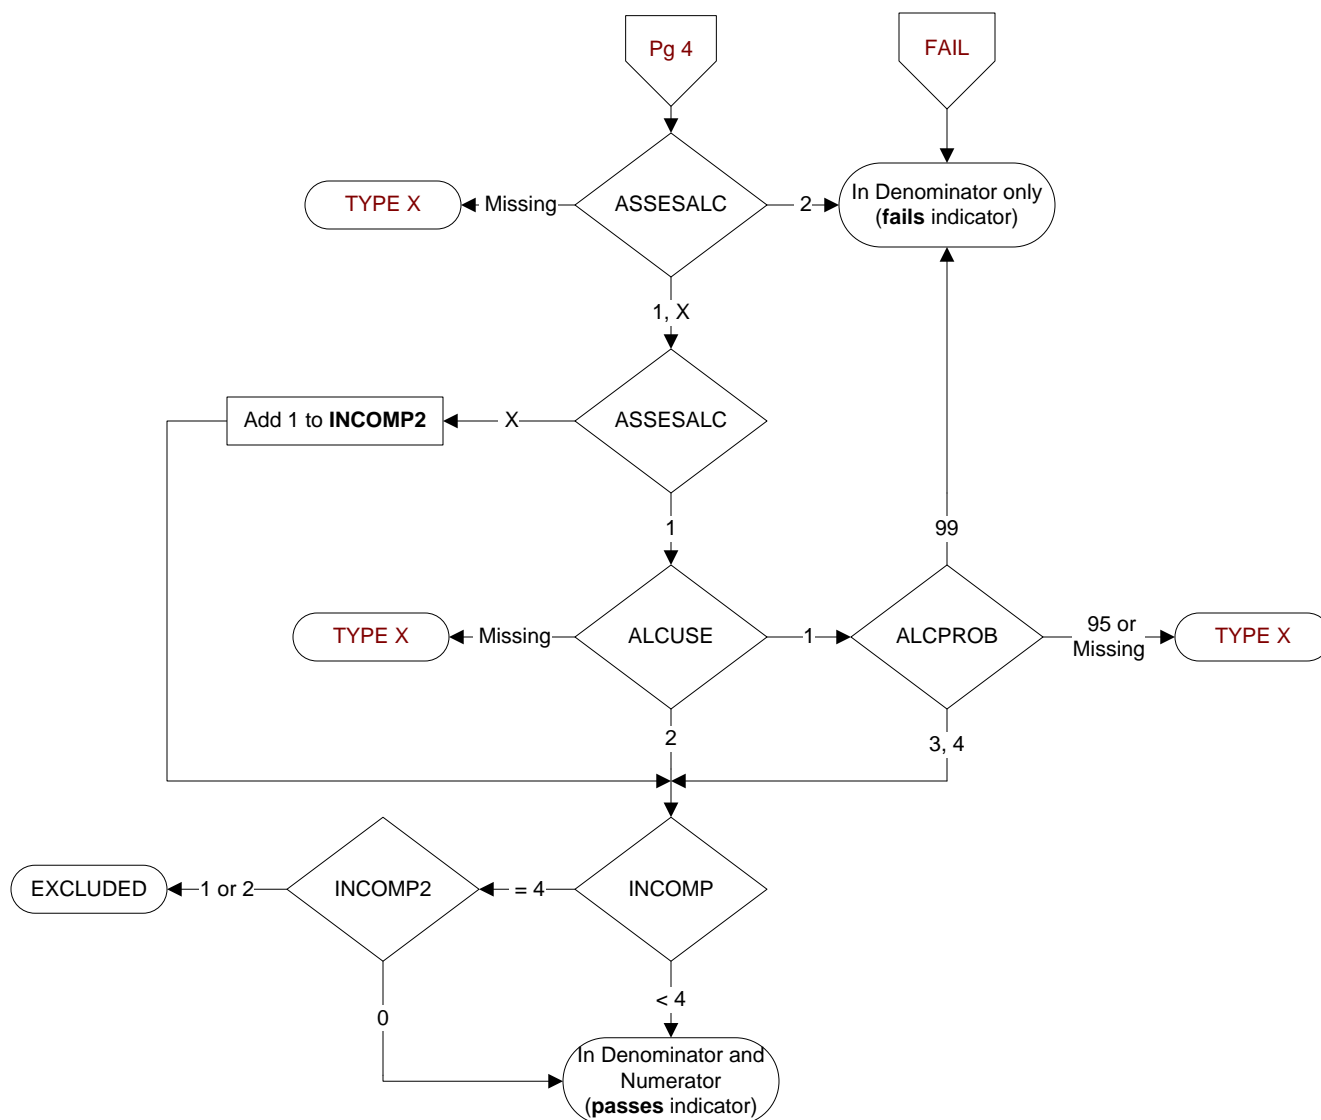 Pg 4
FAIL
TYPE X
Missing
ASSESALC
2
In Denominator only
(fails indicator)
1, X
Add 1 to INCOMP2
X
ASSESALC
1
99
TYPE X
Missing
ALCUSE
1
ALCPROB
95 or
Missing
TYPE X
2
3, 4
EXCLUDED
1 or 2
INCOMP2
= 4
INCOMP
0
< 4
In Denominator and
Numerator
(passes indicator)